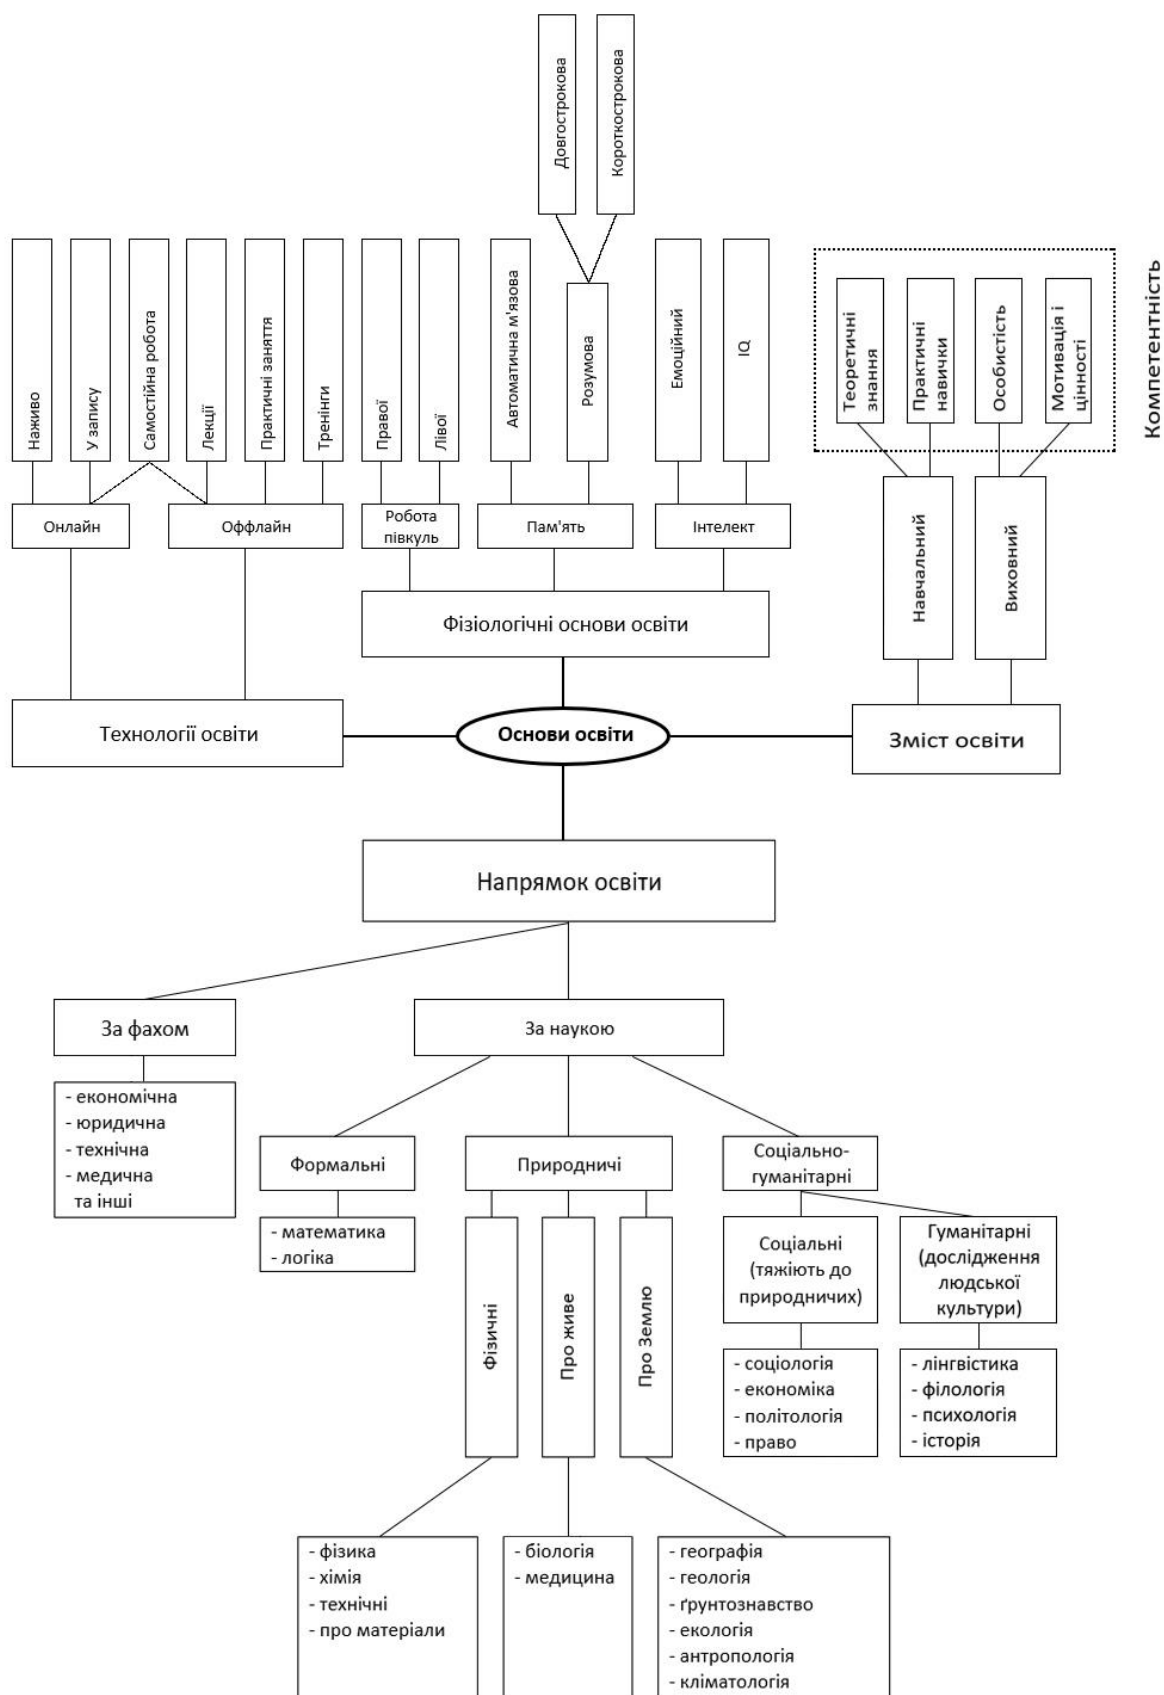 Довгострокова
Короткострокова
Наживо
У запису
Самостійна робота
Лекції
Практичні заняття
Тренінги
Правої
Лівої
Автоматична м'язова
Розумова
Емоційний
IQ
Теоретичні
знання
Практичні
навички
Особистість
Мотивація і
цінності
Компетентність
Онлайн
Оффлайн
Робота
півкуль
Пам'ять
Інтелект
Навчальний
Виховний
Фізіологічні основи освіти
Технології освіти
Основи освіти
Зміст освіти
Напрямок освіти
За фахом
За наукою
- економічна
- юридична
- технічна
- медична
та інші
Формальні
Природничі
Соціально-
гуманітарні
- математика
- логіка
Фізичні
Про живе
Про Землю
Соціальні
(тяжіють до
природничих)
Гуманітарні
(дослідження
людської
культури)
- соціологія
- економіка
- політологія
- право
- лінгвістика
- філологія
- психологія
- історія
- фізика
- хімія
- технічні
- про матеріали
- біологія
- медицина
- географія
- геологія
- ґрунтознавство
- екологія
- антропологія
- кліматологія